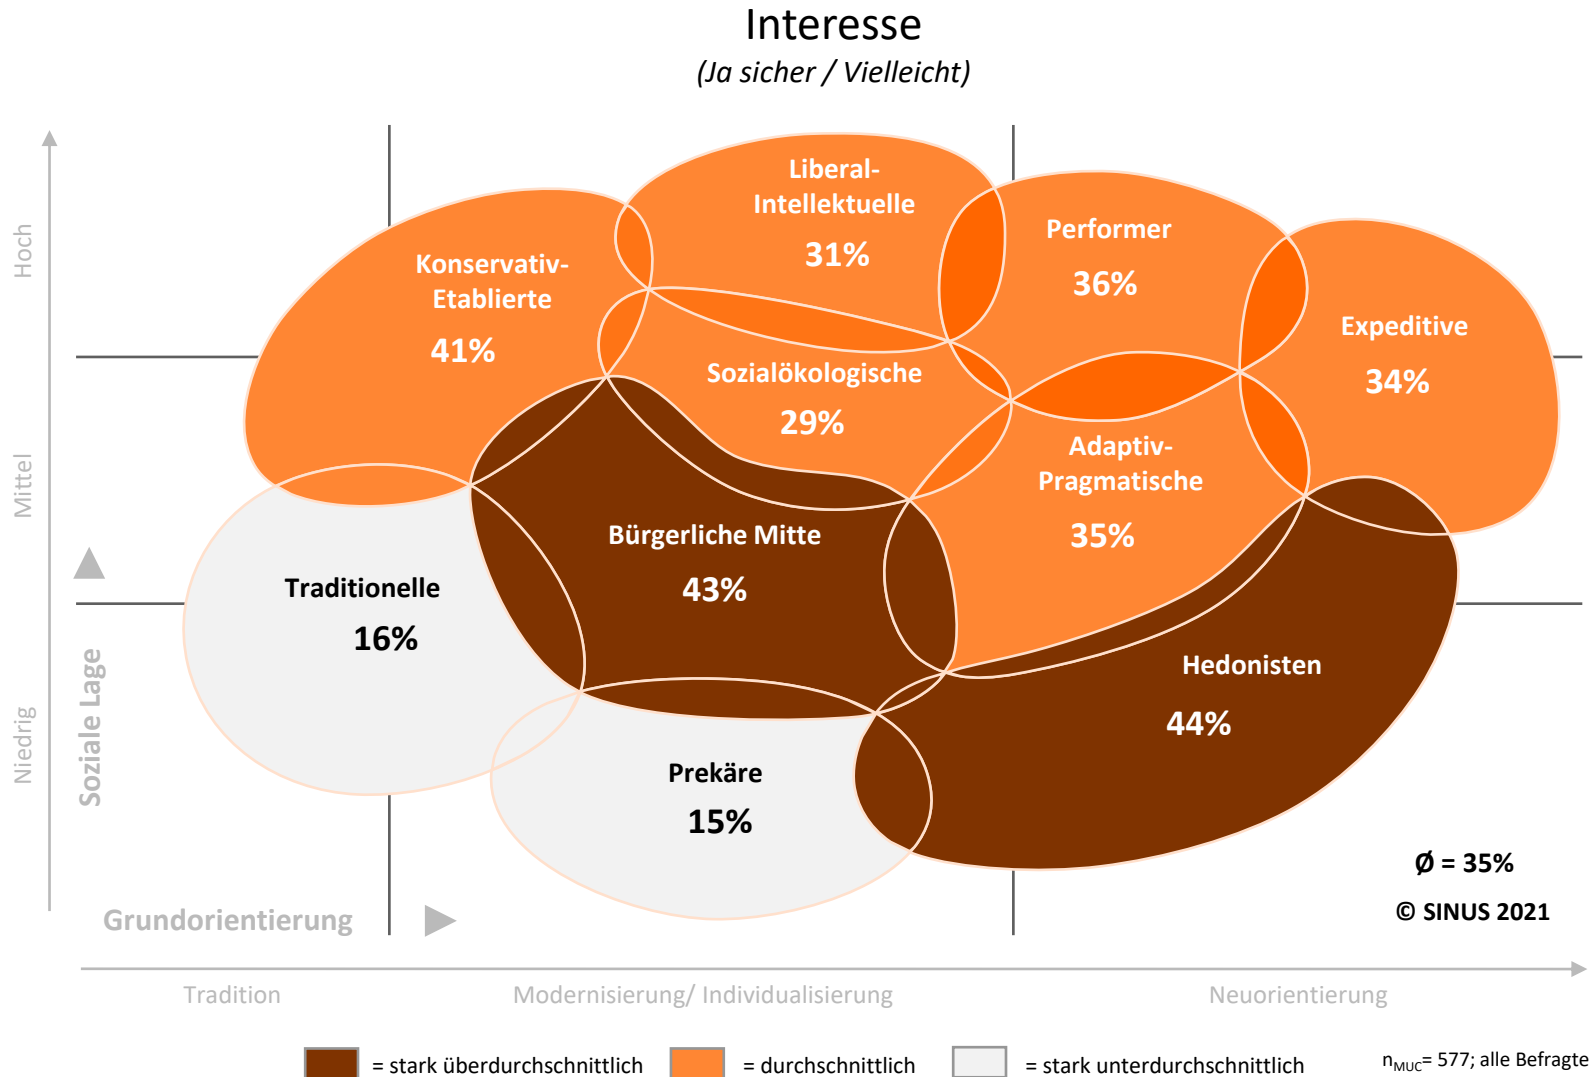 Interesse
(Ja sicher / Vielleicht)
Hoch
Mittel
Niedrig
Soziale Lage
Liberal-
Intellektuelle
31%
Performer
36%
Konservativ-
Etablierte
41%
Expeditive
34%
Sozialökologische
29%
Adaptiv-
Pragmatische
35%
Bürgerliche Mitte
43%
Traditionelle
16%
Hedonisten
44%
Prekäre
15%
Ø = 35%
© SINUS 2021
Grundorientierung
Tradition
Modernisierung/ Individualisierung
Neuorientierung
= stark überdurchschnittlich
= durchschnittlich
= stark unterdurchschnittlich
nMUC= 577; alle Befragte